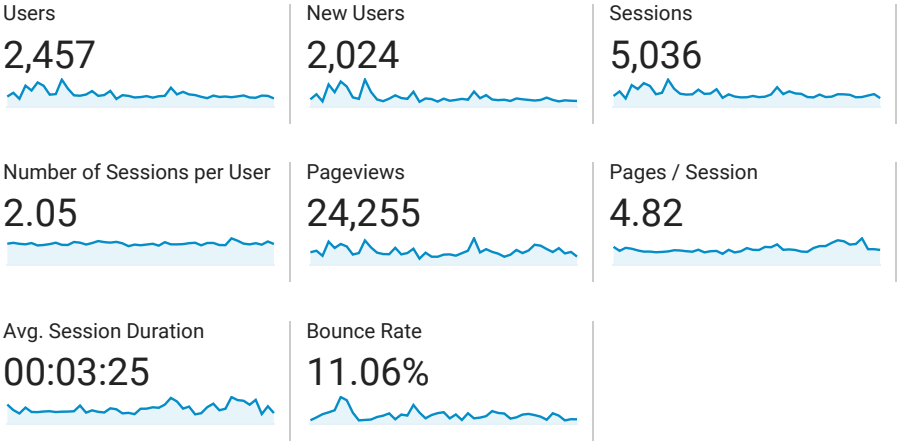 Users
2,457
New Users
2,024
Sessions
5,036
Number of Sessions per User
2.05
Pageviews
24,255
Pages / Session
4.82
Avg. Session Duration
00:03:25
Bounce Rate
11.06%